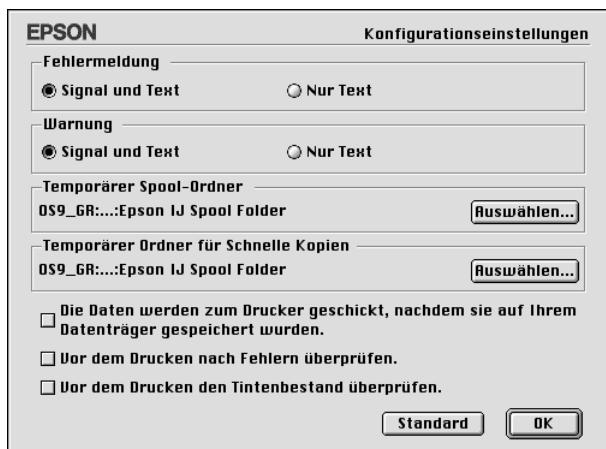 EPSON
Konfigurationseinstellungen
Fehlermeldung
Signal und Text
Nur Text
Warnung
Signal und Text
Nur Text
Temporärer Spool-Ordner
OS9_GR:...:Epson IJ Spool Folder
Auswählen...
Temporärer Ordner für Schnelle Kopien
OS9_GR:...:Epson IJ Spool Folder
Auswählen...
Die Daten werden zum Drucker geschickt, nachdem sie auf Ihrem
Datenträger gespeichert wurden.
Vor dem Drucken nach Fehlern überprüfen.
Vor dem Drucken den Tintenbestand überprüfen.
Standard
OK